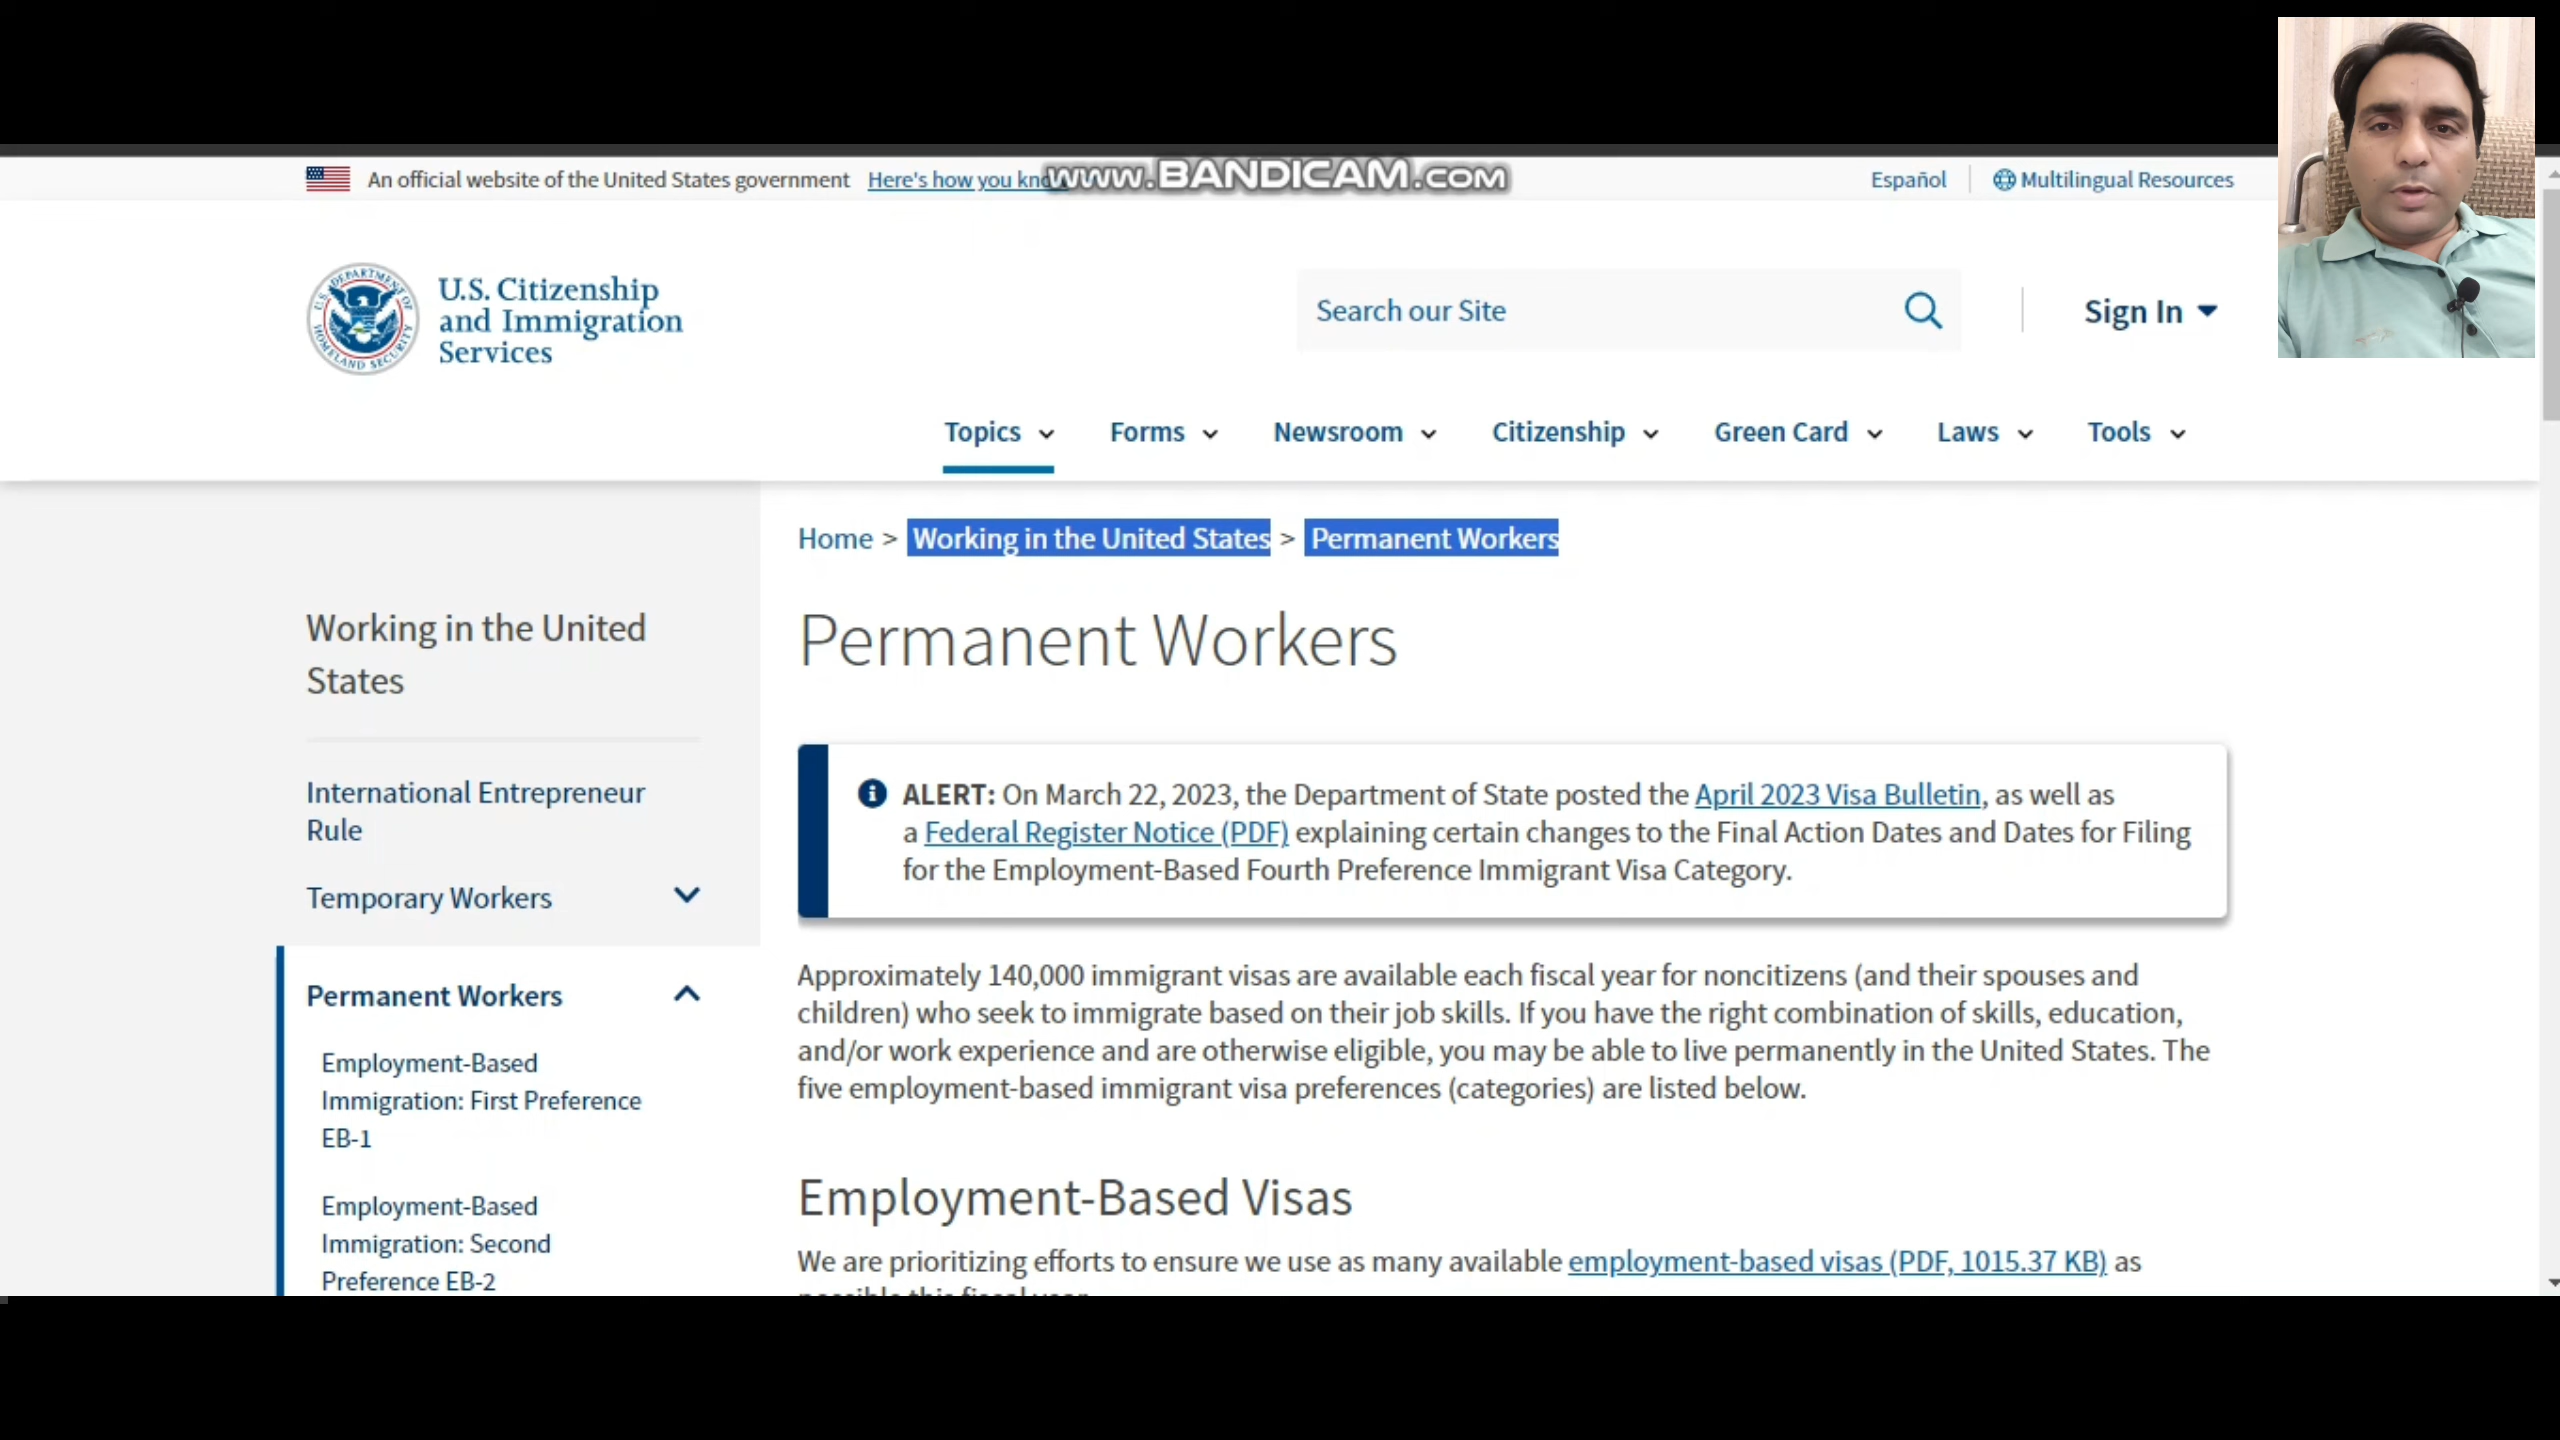 An official website of the United States government Here's how you kno
www.BANDICAM.COM
Español
Multilingual Resources
U.S. DEPARTMENT OF HOMELAND SECURITY
U.S. Citizenship
and Immigration
Services
Search our Site
Sign In
Topics Forms Newsroom Citizenship Green Card Laws Tools
Home > Working in the United States > Permanent Workers
Working in the United
States
International Entrepreneur
Rule
Temporary Workers
Permanent Workers
Employment-Based
Immigration: First Preference
EB-1
Employment-Based
Immigration: Second
Preference EB-2
Permanent Workers
ALERT: On March 22, 2023, the Department of State posted the April 2023 Visa Bulletin, as well as
a Federal Register Notice (PDF) explaining certain changes to the Final Action Dates and Dates for Filing
for the Employment-Based Fourth Preference Immigrant Visa Category.
Approximately 140,000 immigrant visas are available each fiscal year for noncitizens (and their spouses and
children) who seek to immigrate based on their job skills. If you have the right combination of skills, education,
and/or work experience and are otherwise eligible, you may be able to live permanently in the United States. The
five employment-based immigrant visa preferences (categories) are listed below.
Employment-Based Visas
We are prioritizing efforts to ensure we use as many available employment-based visas (PDF, 1015.37 KB) as
possible this fiscal year.